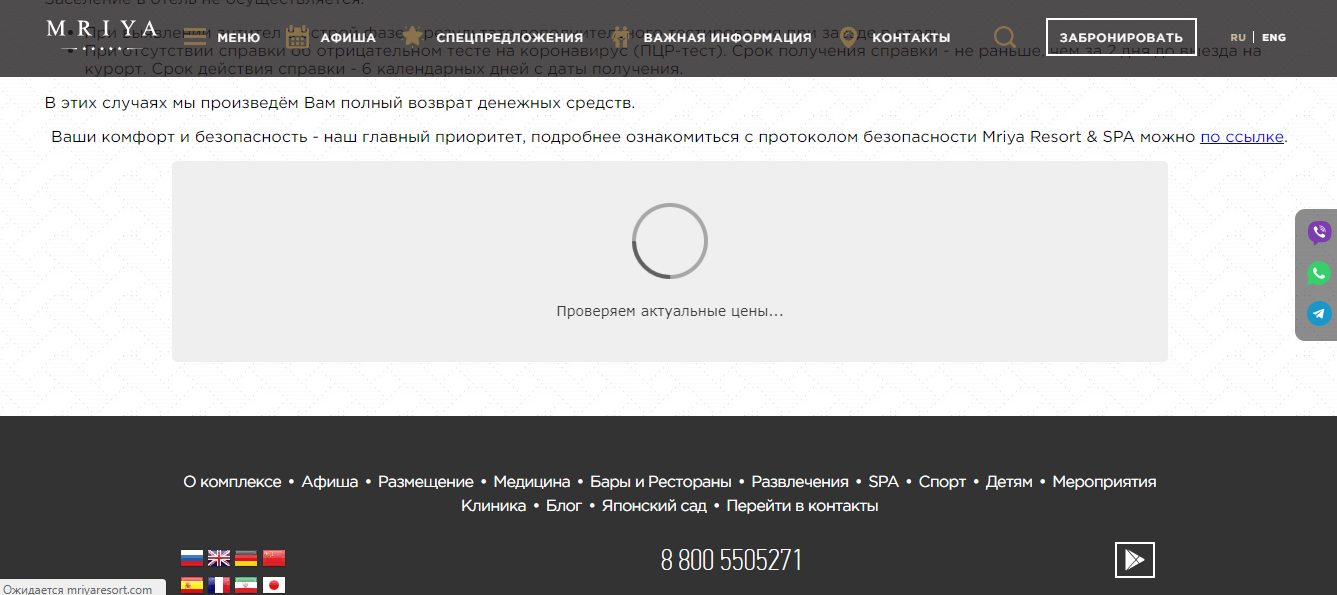 Заселение в отель не осуществляется:
MRIYA
МЕНЮ
АФИША
СПЕЦПРЕДЛОЖЕНИЯ
ВАЖНАЯ ИНФОРМАЦИЯ
КОНТАКТЫ
ЗАБРОНИРОВАТЬ
RU | ENG
• При отсутствии справки об отрицательном тесте на коронавирус (ПЦР-тест). Срок получения справки - не раньше, чем за 2 дня до выезда на
курорт. Срок действия справки - 6 календарных дней с даты получения.
В этих случаях мы произведём Вам полный возврат денежных средств.
Ваши комфорт и безопасность - наш главный приоритет, подробнее ознакомиться с протоколом безопасности Mriya Resort & SPA можно по ссылке.
Проверяем актуальные цены...
О комплексе • Афиша • Размещение • Медицина • Бары и Рестораны • Развлечения • SPA • Спорт • Детям • Мероприятия
Клиника • Блог • Японский сад • Перейти в контакты
8 800 5505271
Ожидается mriyaresort.com